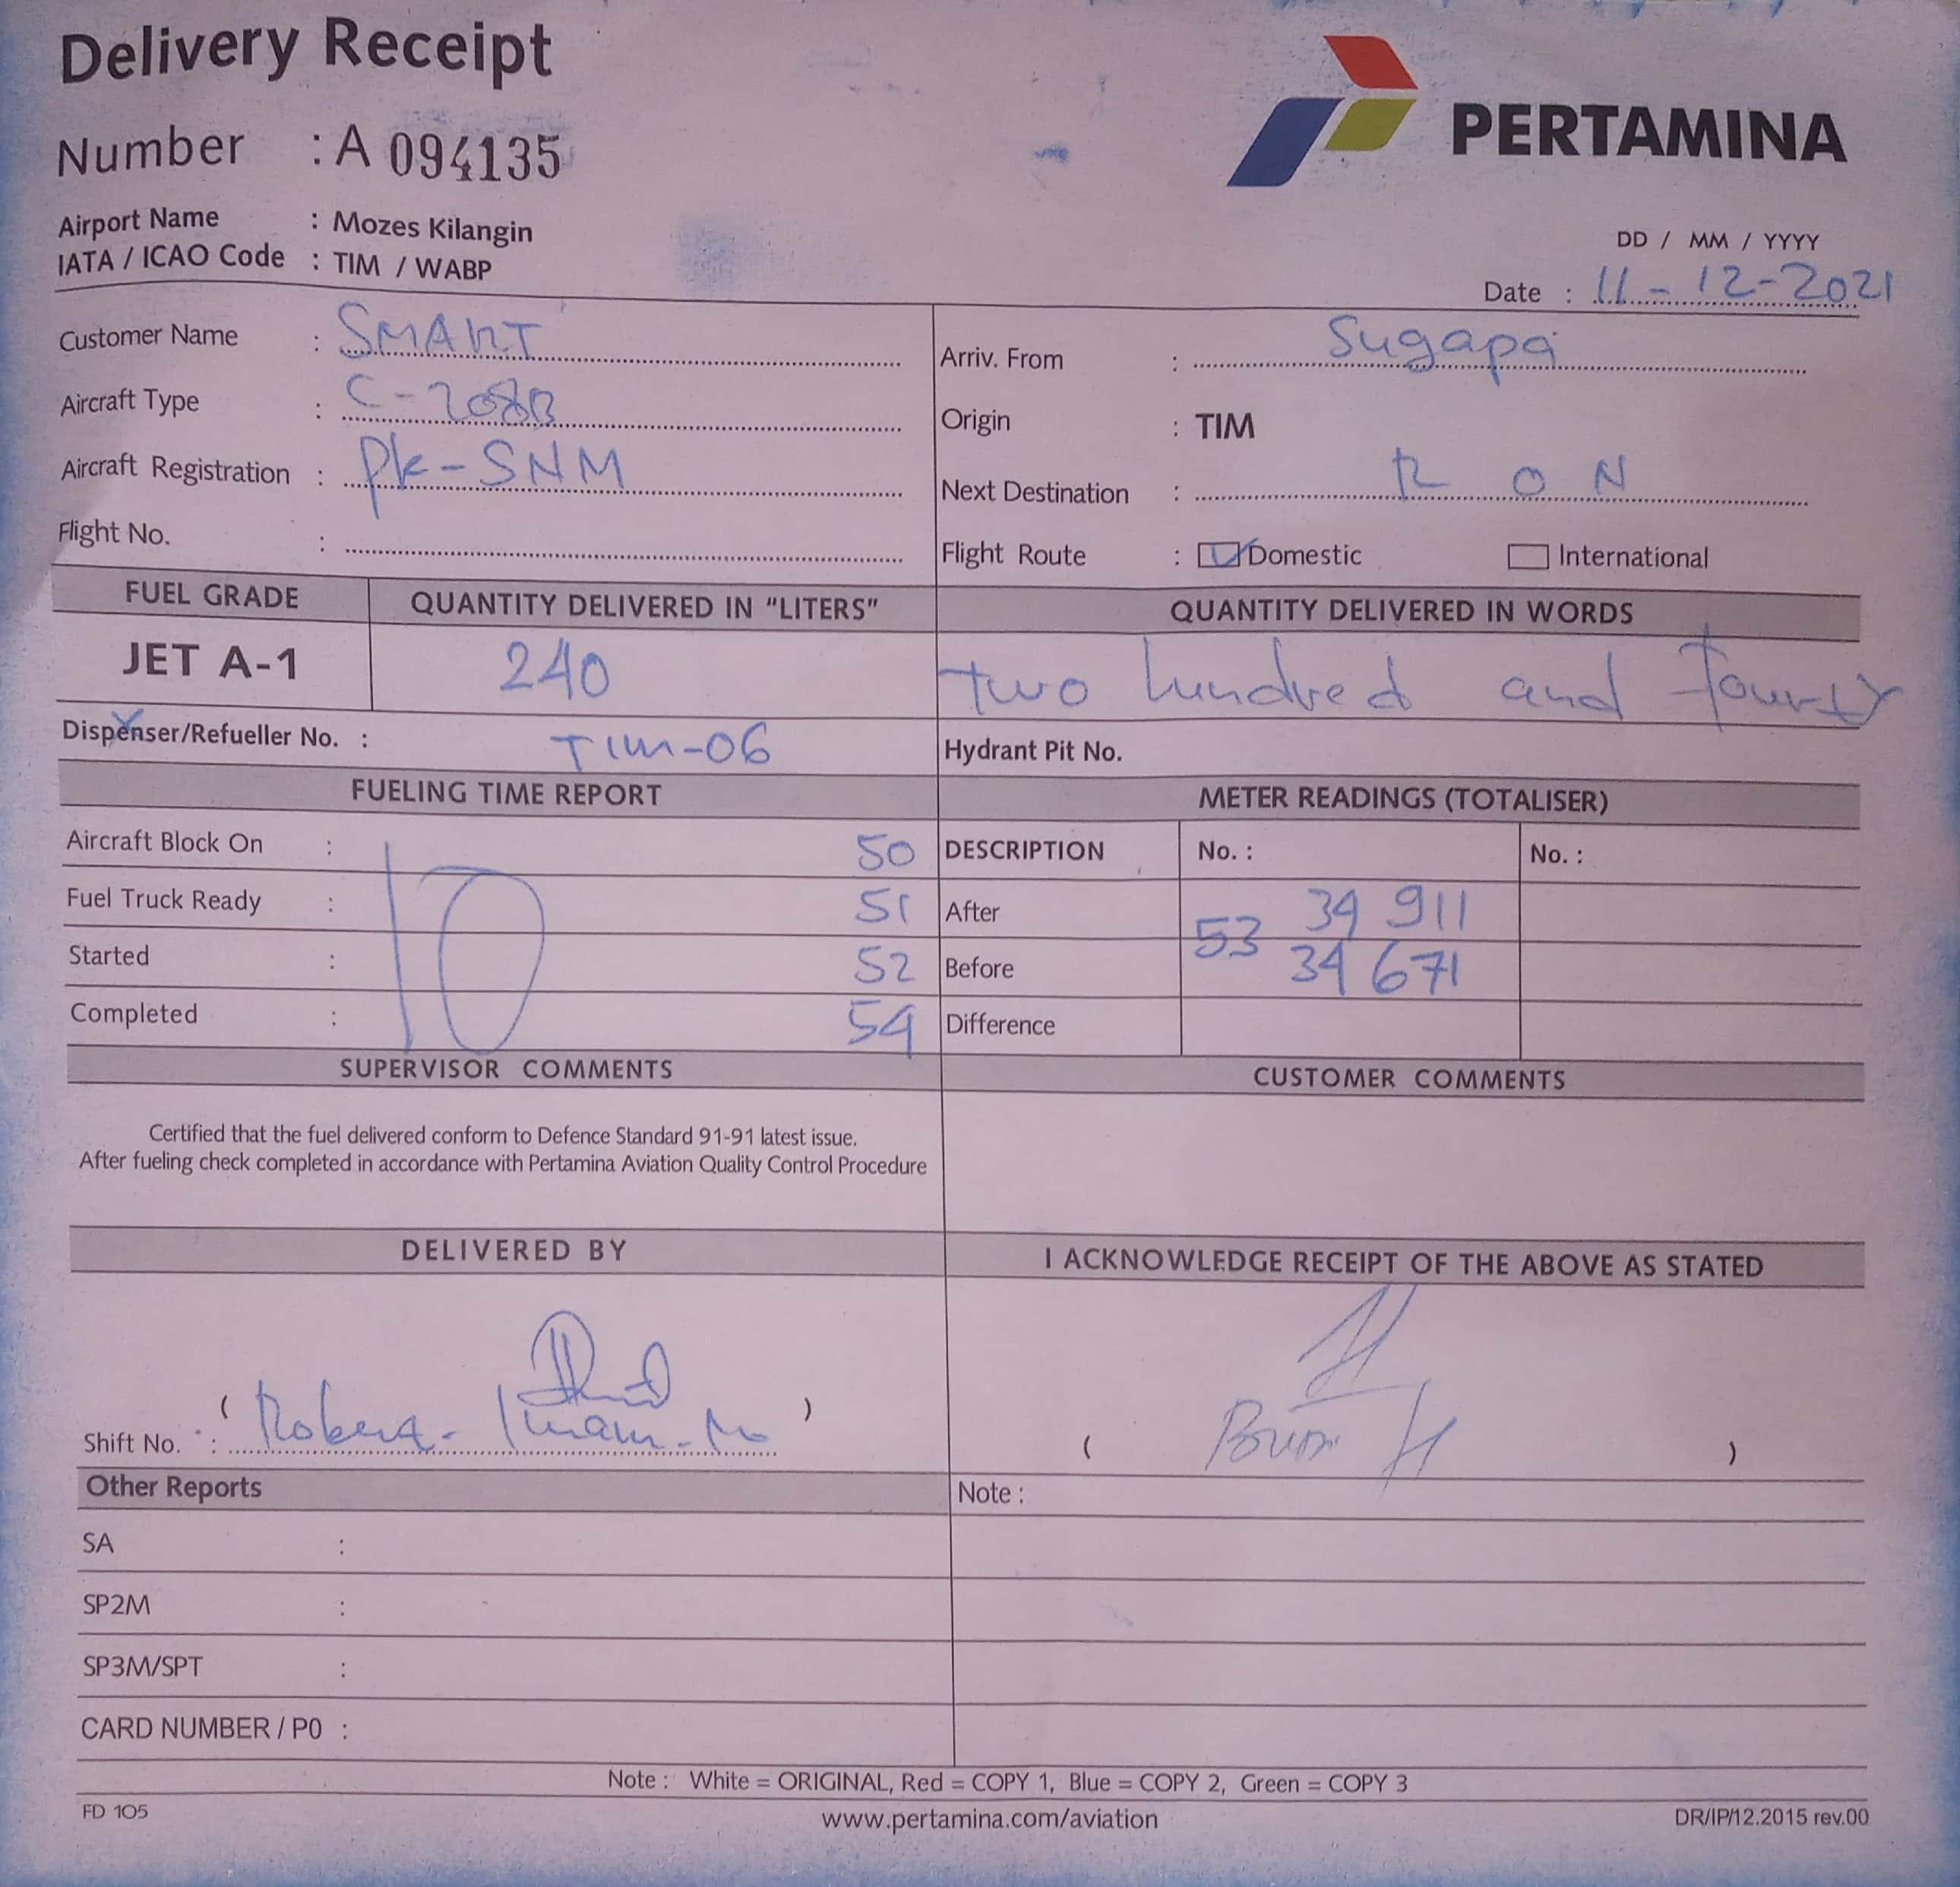 Delivery Receipt
Number : A 094135
PERTAMINA
Airport Name : Mozes Kilangin
IATA / ICAO Code : TIM / WABP
DD / MM / YYYY
Date : 11-12-2021
Customer Name : SMART
Arriv. From : Sugapa
Aircraft Type : C-208B
Origin : TIM
Aircraft Registration : PK-SNM
Next Destination : R O N
Flight No. :
Flight Route : Domestic International
FUEL GRADE QUANTITY DELIVERED IN "LITERS" QUANTITY DELIVERED IN WORDS
JET A-1 240 two hundred and fourty
Dispenser/Refueller No. : TIM-06 Hydrant Pit No.
FUELING TIME REPORT METER READINGS (TOTALISER)
Aircraft Block On : 10 50 DESCRIPTION No. : No. :
Fuel Truck Ready : 51 After 53 34 911
Started : 52 Before 34 671
Completed : 54 Difference
SUPERVISOR COMMENTS CUSTOMER COMMENTS
Certified that the fuel delivered conform to Defence Standard 91-91 latest issue.
After fueling check completed in accordance with Pertamina Aviation Quality Control Procedure
DELIVERED BY I ACKNOWLEDGE RECEIPT OF THE ABOVE AS STATED
( )
Shift No. :
( )
Other Reports Note :
SA :
SP2M :
SP3M/SPT :
CARD NUMBER / PO :
Note : White = ORIGINAL, Red = COPY 1, Blue = COPY 2, Green = COPY 3
FD 105 www.pertamina.com/aviation DR/IP/12.2015 rev.00